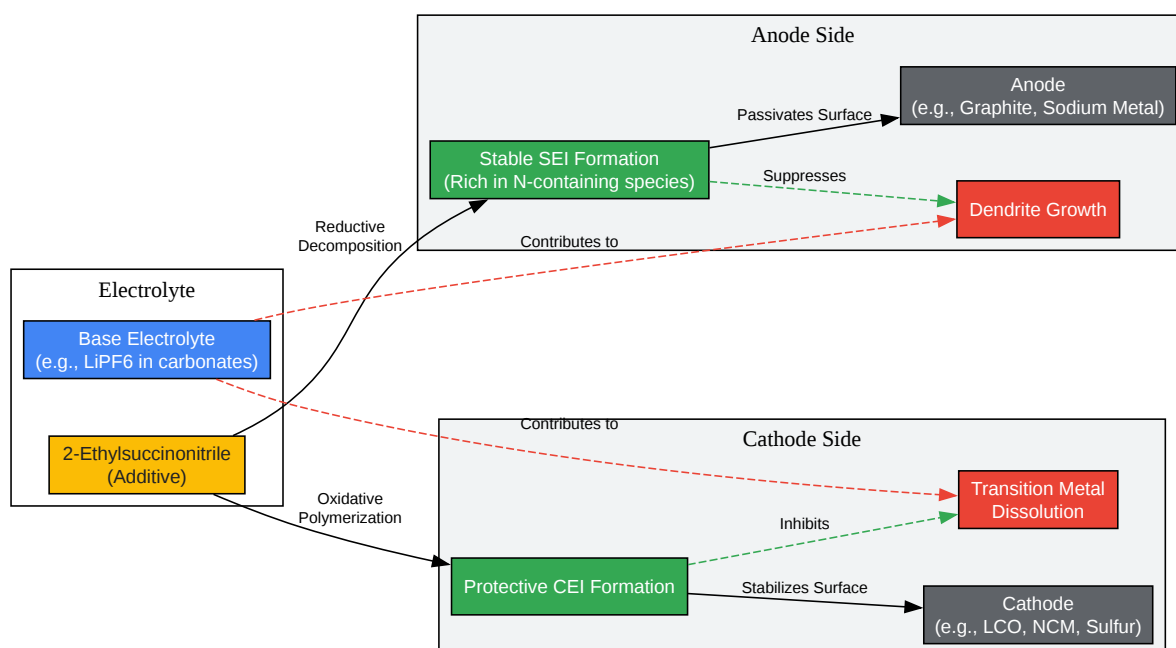 Anode Side
Anode
(e.g., Graphite, Sodium Metal)
Passivates Surface
Stable SEI Formation
(Rich in N-containing species)
Suppresses
Dendrite Growth
Reductive
Decomposition
Contributes to
Electrolyte
Base Electrolyte
(e.g., LiPF6 in carbonates)
2-Ethylsuccinonitrile
(Additive)
Contributes to
Cathode Side
Oxidative
Polymerization
Transition Metal
Dissolution
Inhibits
Protective CEI Formation
Stabilizes Surface
Cathode
(e.g., LCO, NCM, Sulfur)